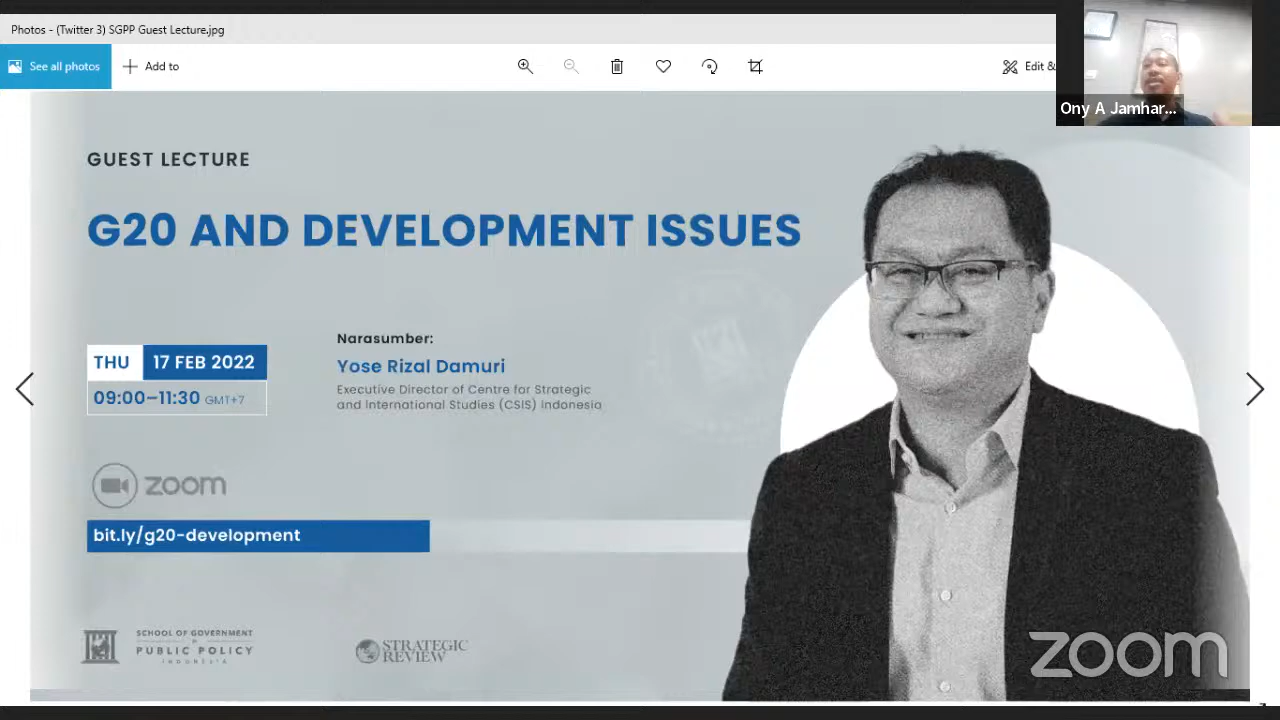 Photos - (Twitter 3) SGPP Guest Lecture.jpg
See all photos
Add to
Edit &
Ony A Jamhar...
GUEST LECTURE
G20 AND DEVELOPMENT ISSUES
THU 17 FEB 2022
09:00–11:30 GMT+7
Narasumber:
Yose Rizal Damuri
Executive Director of Centre for Strategic
and International Studies (CSIS) Indonesia
zoom
bit.ly/g20-development
SCHOOL OF GOVERNMENT
PUBLIC POLICY
INDONESIA
STRATEGIC
REVIEW
zoom